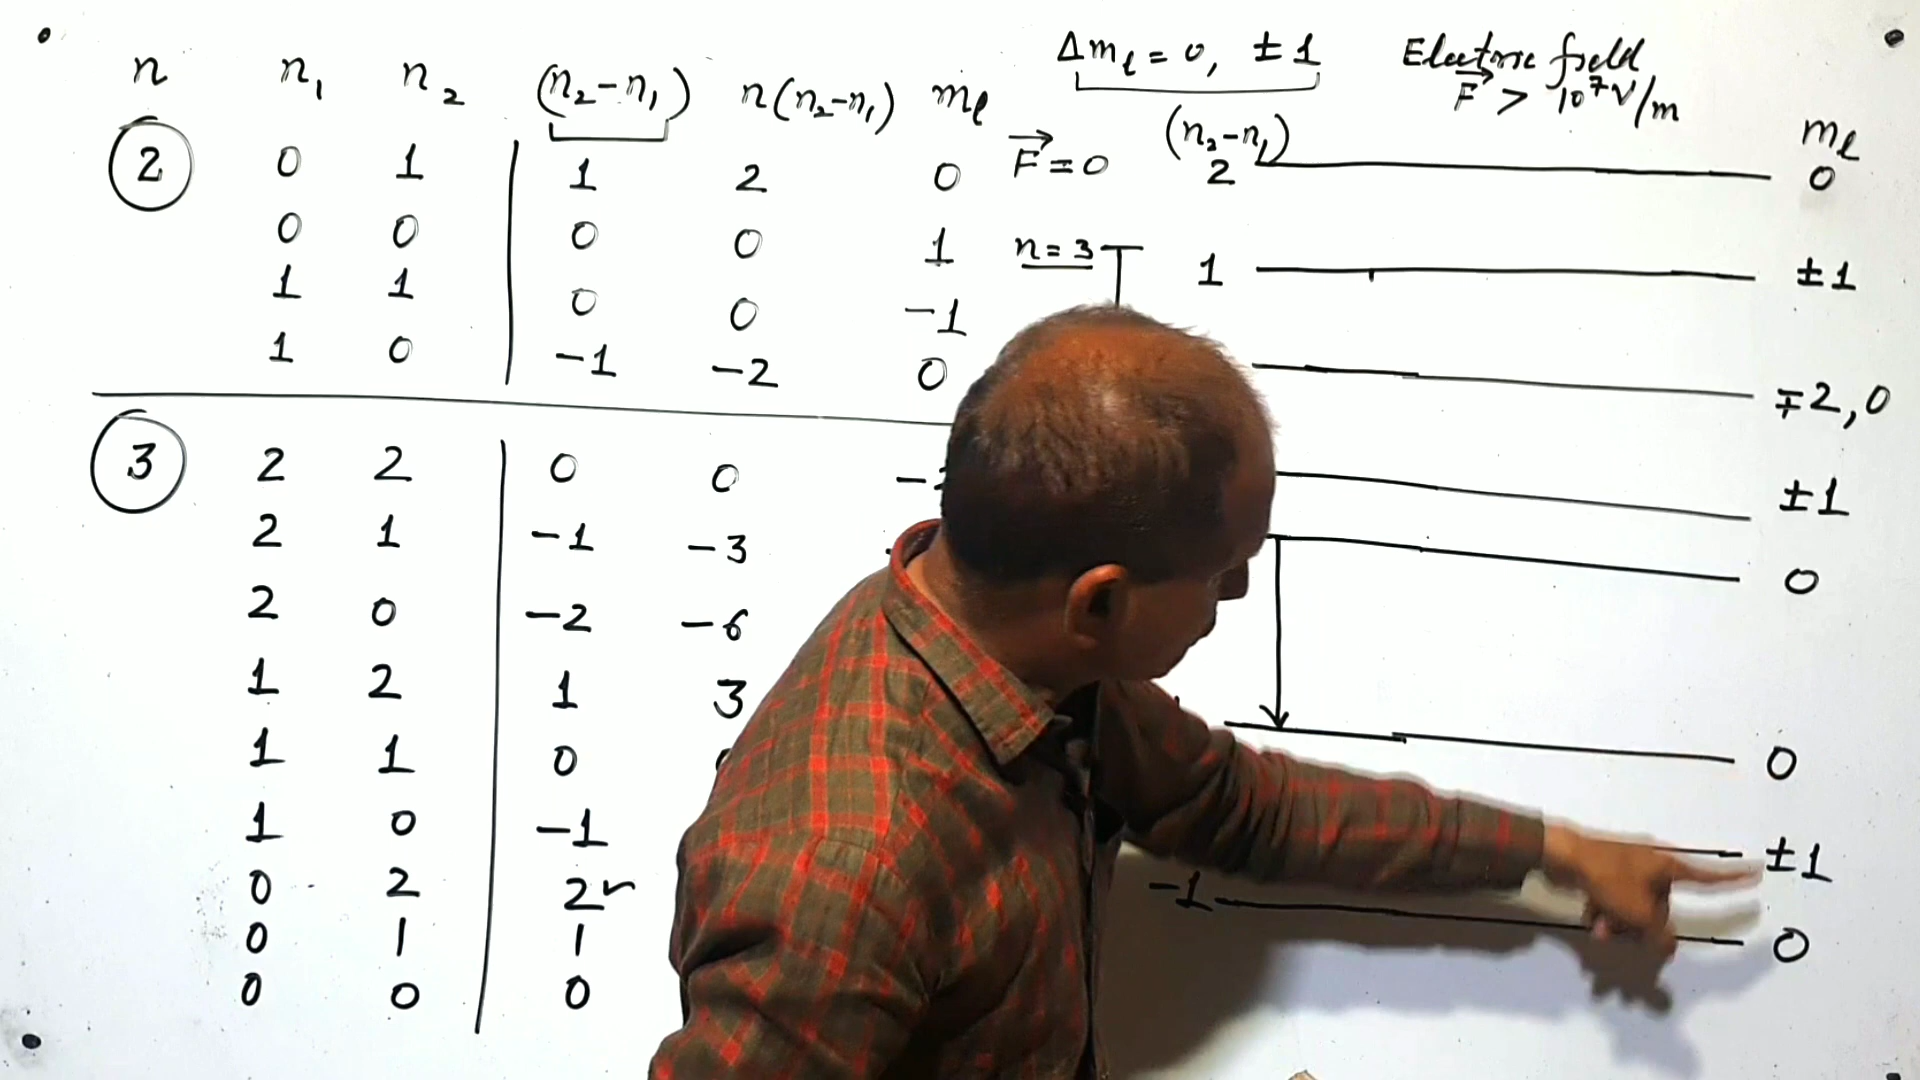 n n₁ n₂ (n₂-n₁) n(n₂-n₁) mℓ
2 0 1 1 2 0
0 0 0 0 1
1 1 0 0 -1
1 0 -1 -2 0
3 2 2 0 0 -
2 1 -1 -3
2 0 -2 -6
1 2 1 3
1 1 0
1 0 -1
0 2 2
0 1 1
0 0 0
Δmℓ = 0, ±1
Electric field
F⃗ > 10⁷V/m
F⃗ = 0 (n₂-n₁) mℓ
2 0
n = 3 1 ±1
∓2, 0
±1
0
0
±1
-1 0